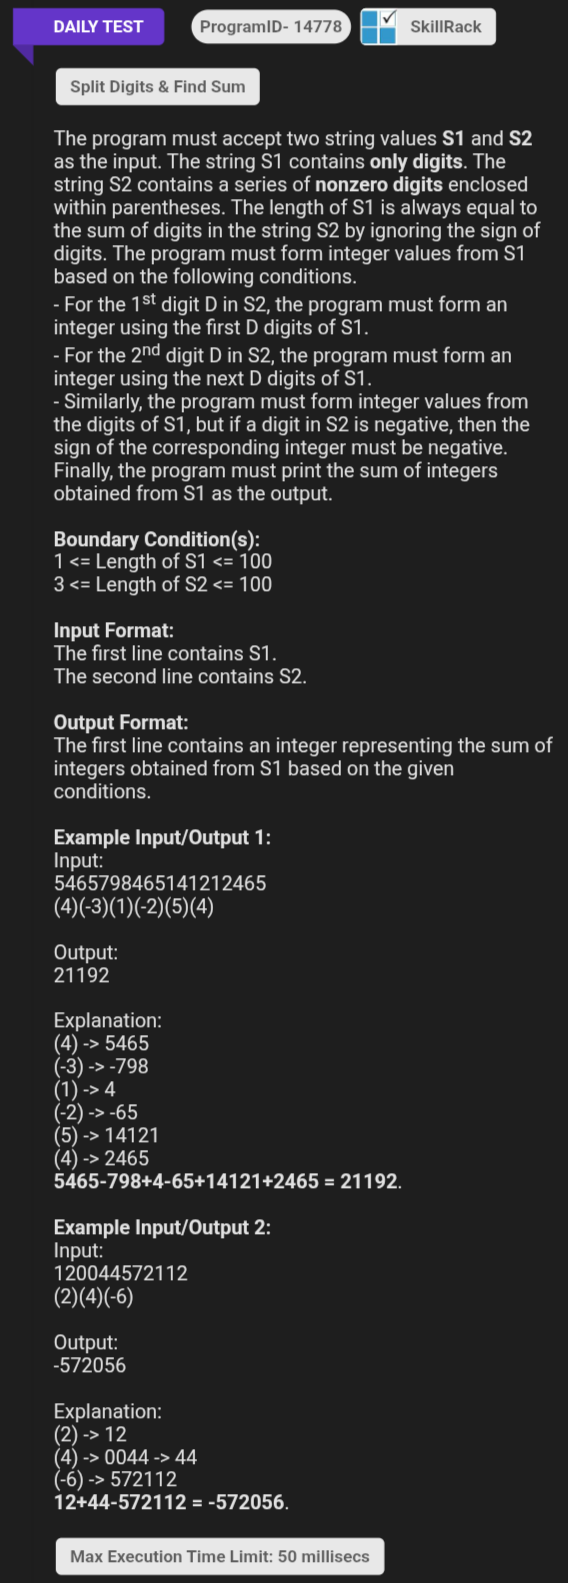 DAILY TEST
ProgramID- 14778
SkillRack
Split Digits & Find Sum
The program must accept two string values S1 and S2
as the input. The string S1 contains only digits. The
string S2 contains a series of nonzero digits enclosed
within parentheses. The length of S1 is always equal to
the sum of digits in the string S2 by ignoring the sign of
digits. The program must form integer values from S1
based on the following conditions.
- For the 1st digit D in S2, the program must form an
integer using the first D digits of S1.
- For the 2nd digit D in S2, the program must form an
integer using the next D digits of S1.
- Similarly, the program must form integer values from
the digits of S1, but if a digit in S2 is negative, then the
sign of the corresponding integer must be negative.
Finally, the program must print the sum of integers
obtained from S1 as the output.
Boundary Condition(s):
1 <= Length of S1 <= 100
3 <= Length of S2 <= 100
Input Format:
The first line contains S1.
The second line contains S2.
Output Format:
The first line contains an integer representing the sum of
integers obtained from S1 based on the given
conditions.
Example Input/Output 1:
Input:
5465798465141212465
(4)(-3)(1)(-2)(5)(4)
Output:
21192
Explanation:
(4) -> 5465
(-3) -> -798
(1) -> 4
(-2) -> -65
(5) -> 14121
(4) -> 2465
5465-798+4-65+14121+2465 = 21192.
Example Input/Output 2:
Input:
120044572112
(2)(4)(-6)
Output:
-572056
Explanation:
(2) -> 12
(4) -> 0044 -> 44
(-6) -> 572112
12+44-572112 = -572056.
Max Execution Time Limit: 50 millisecs